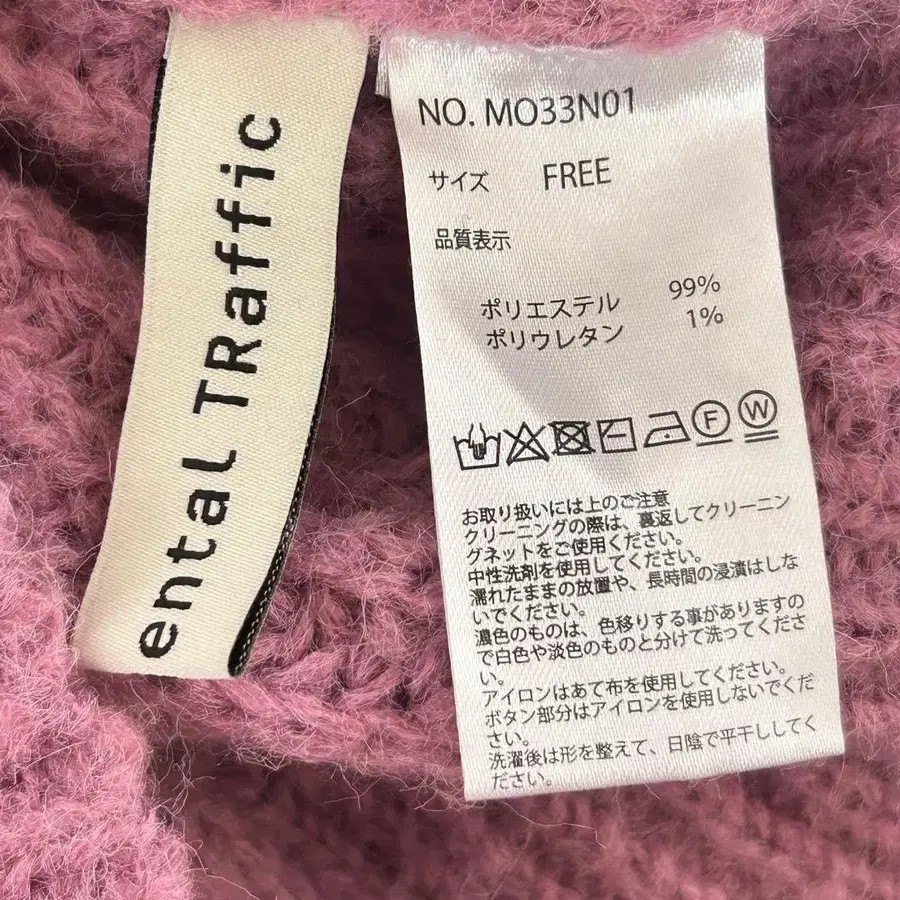 ental TRaffic
NO. MO33N01
サイズ FREE
品質表示
ポリエステル 99%
ポリウレタン 1%
F W
お取り扱いには上のご注意
クリーニングの際は、裏返してクリーニン
グネットをご使用ください。
中性洗剤を使用してください。
濡れたままの放置や、長時間の浸漬はしな
いでください。
濃色のものは、色移りする事がありますの
で白色や淡色のものと分けて洗ってくださ
い。
アイロンはあて布を使用してください。
ボタン部分はアイロンを使用しないでくだ
さい。
洗濯後は形を整えて、日陰で平干ししてく
ださい。